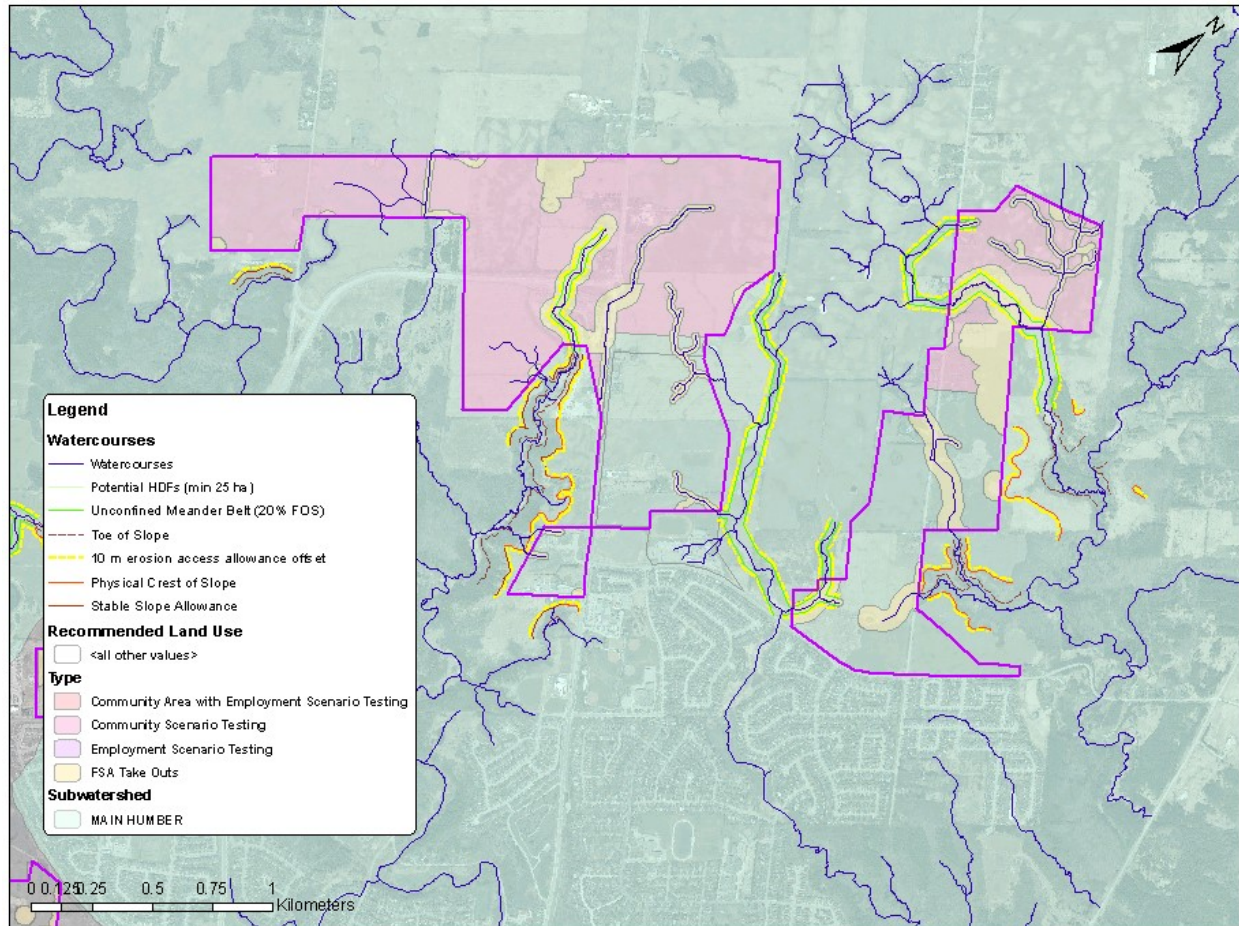 N
Legend
Watercourses
Watercourses
Potential HDFs (min 25 ha)
Unconfined Meander Belt (20% FOS)
Toe of Slope
10 m erosion access allowance offset
Physical Crest of Slope
Stable Slope Allowance
Recommended Land Use
<all other values>
Type
Community Area with Employment Scenario Testing
Community Scenario Testing
Employment Scenario Testing
FSA Take Outs
Subwatershed
MAIN HUMBER
0 0.125 0.25 0.5 0.75 1
Kilometers